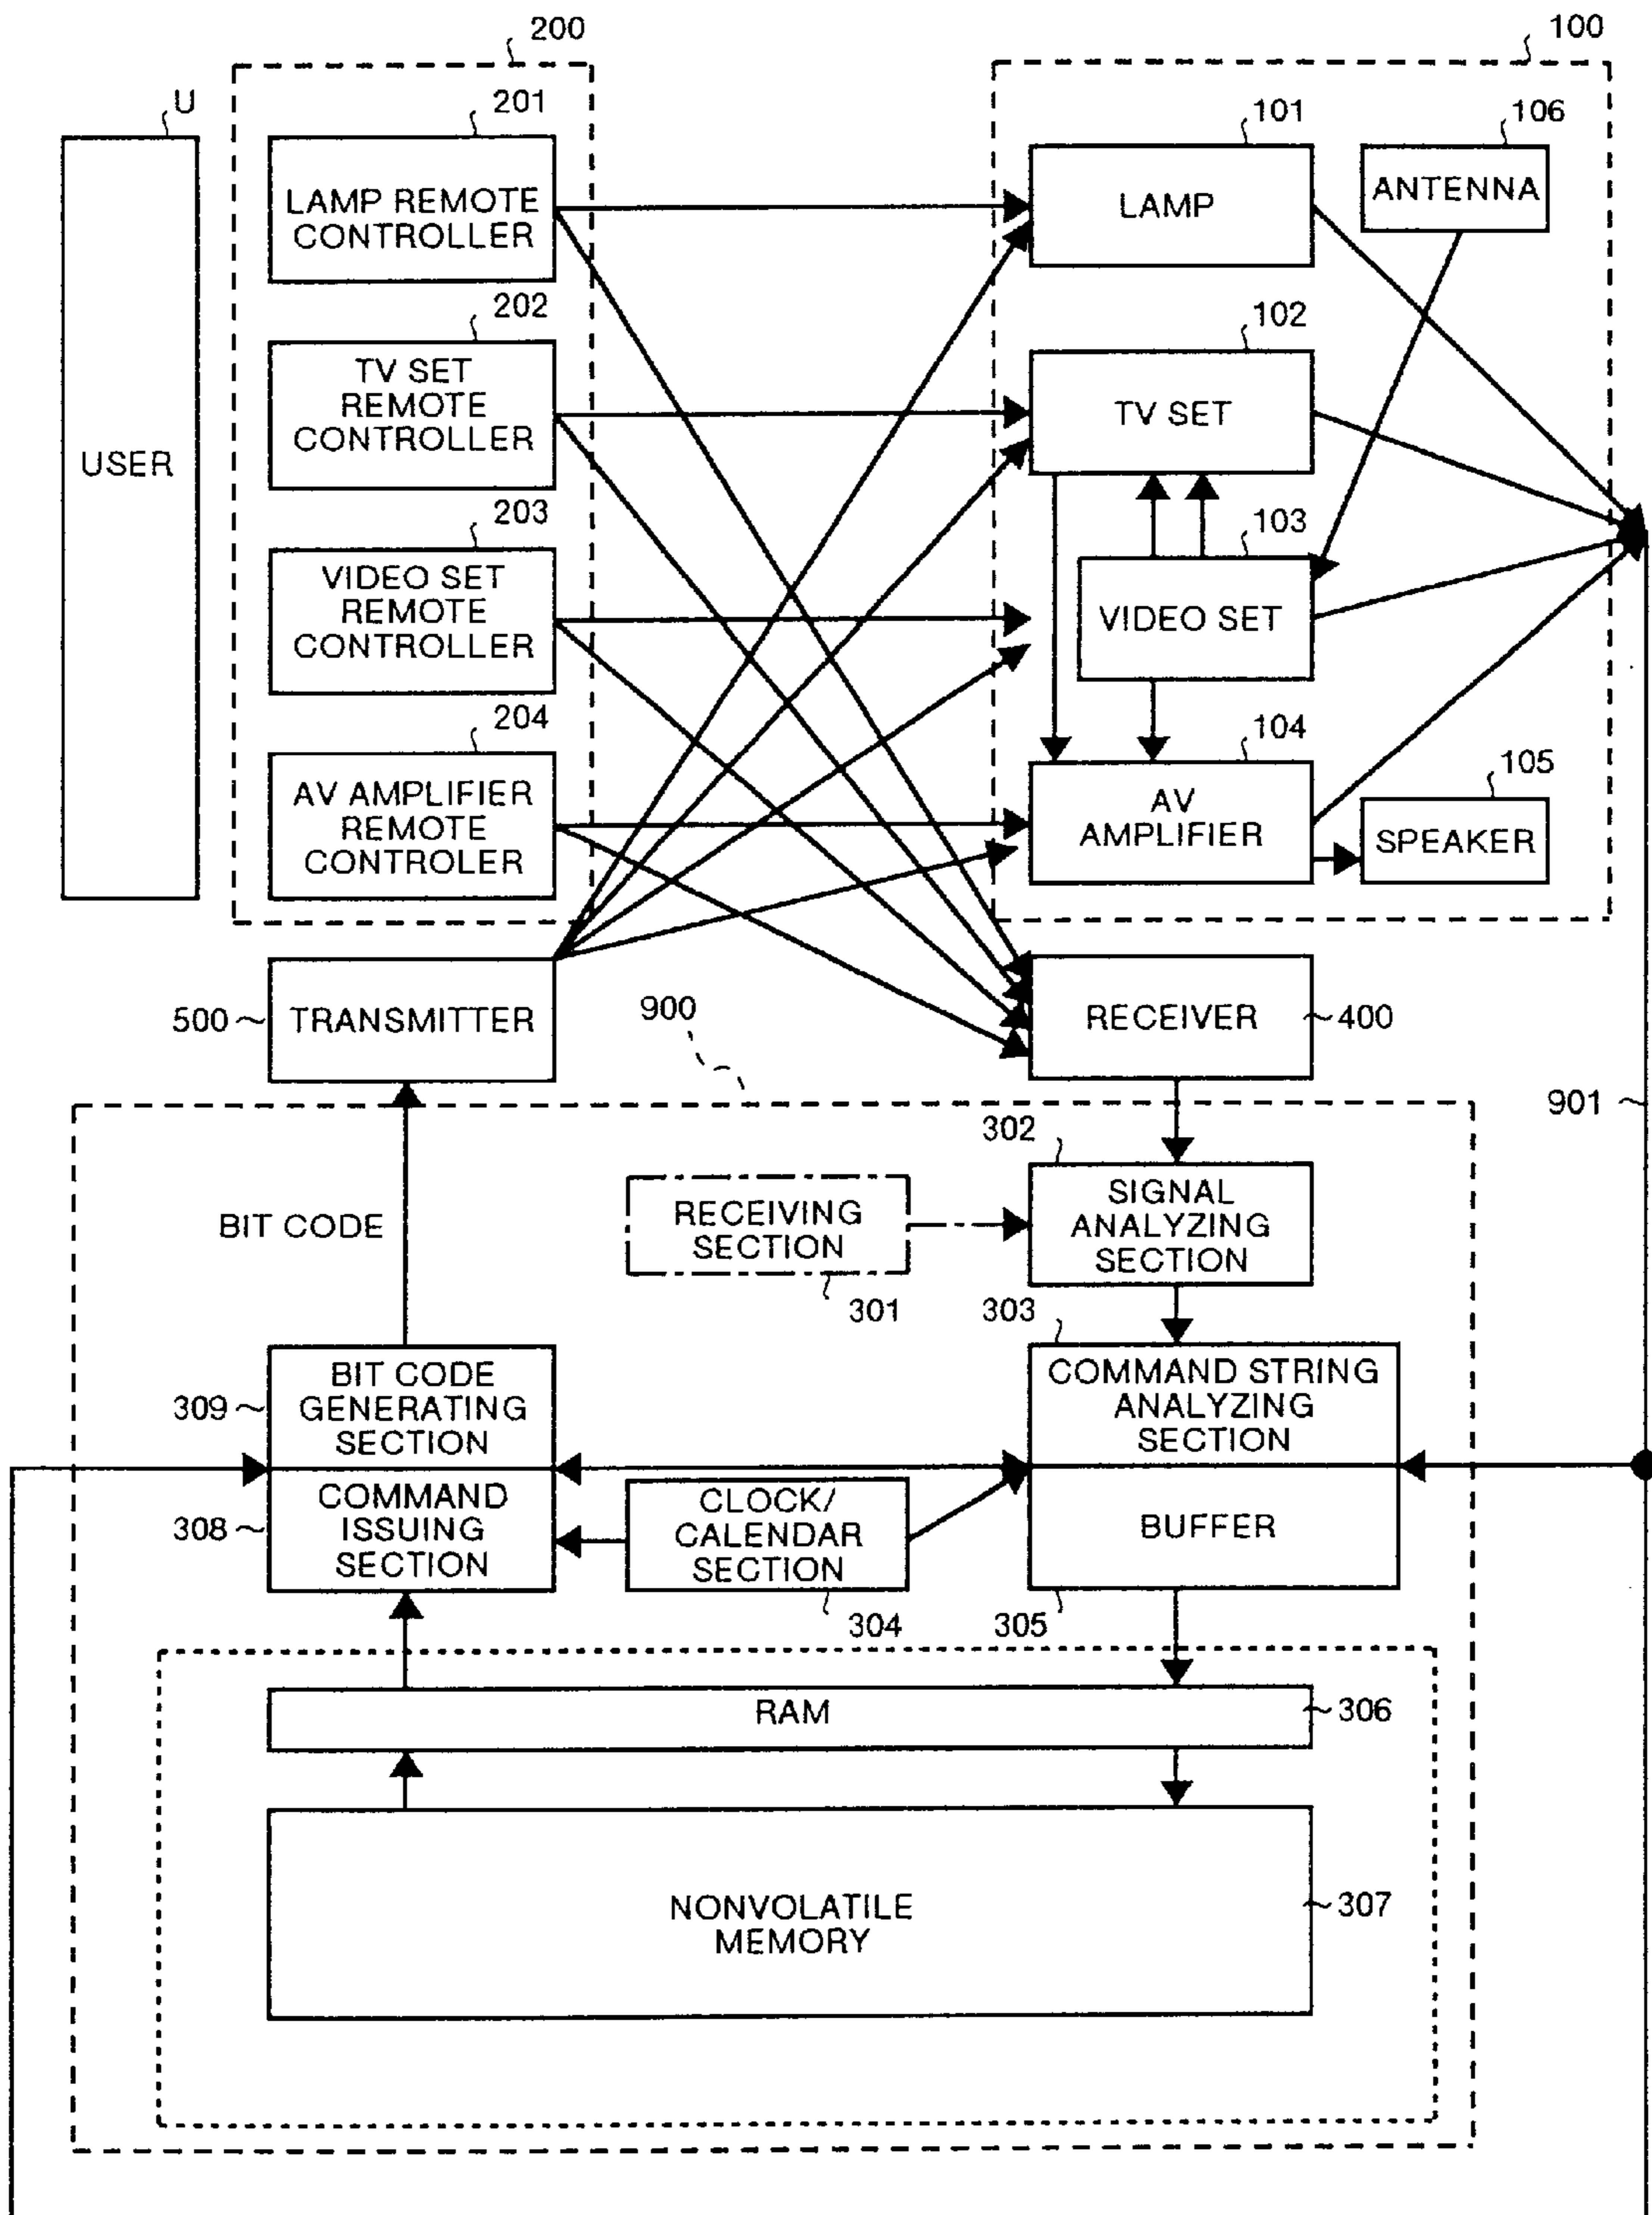 200
100
U
201
101
106
LAMP REMOTE
CONTROLLER
LAMP
ANTENNA
202
102
TV SET
REMOTE
CONTROLLER
TV SET
USER
203
103
VIDEO SET
REMOTE
CONTROLLER
VIDEO SET
204
104
105
AV AMPLIFIER
REMOTE
CONTROLER
AV
AMPLIFIER
SPEAKER
500
TRANSMITTER
900
RECEIVER
400
901
302
BIT CODE
RECEIVING
SECTION
301
SIGNAL
ANALYZING
SECTION
303
309
BIT CODE
GENERATING
SECTION
COMMAND STRING
ANALYZING
SECTION
308
COMMAND
ISSUING
SECTION
CLOCK/
CALENDAR
SECTION
304
BUFFER
305
RAM
306
NONVOLATILE
MEMORY
307